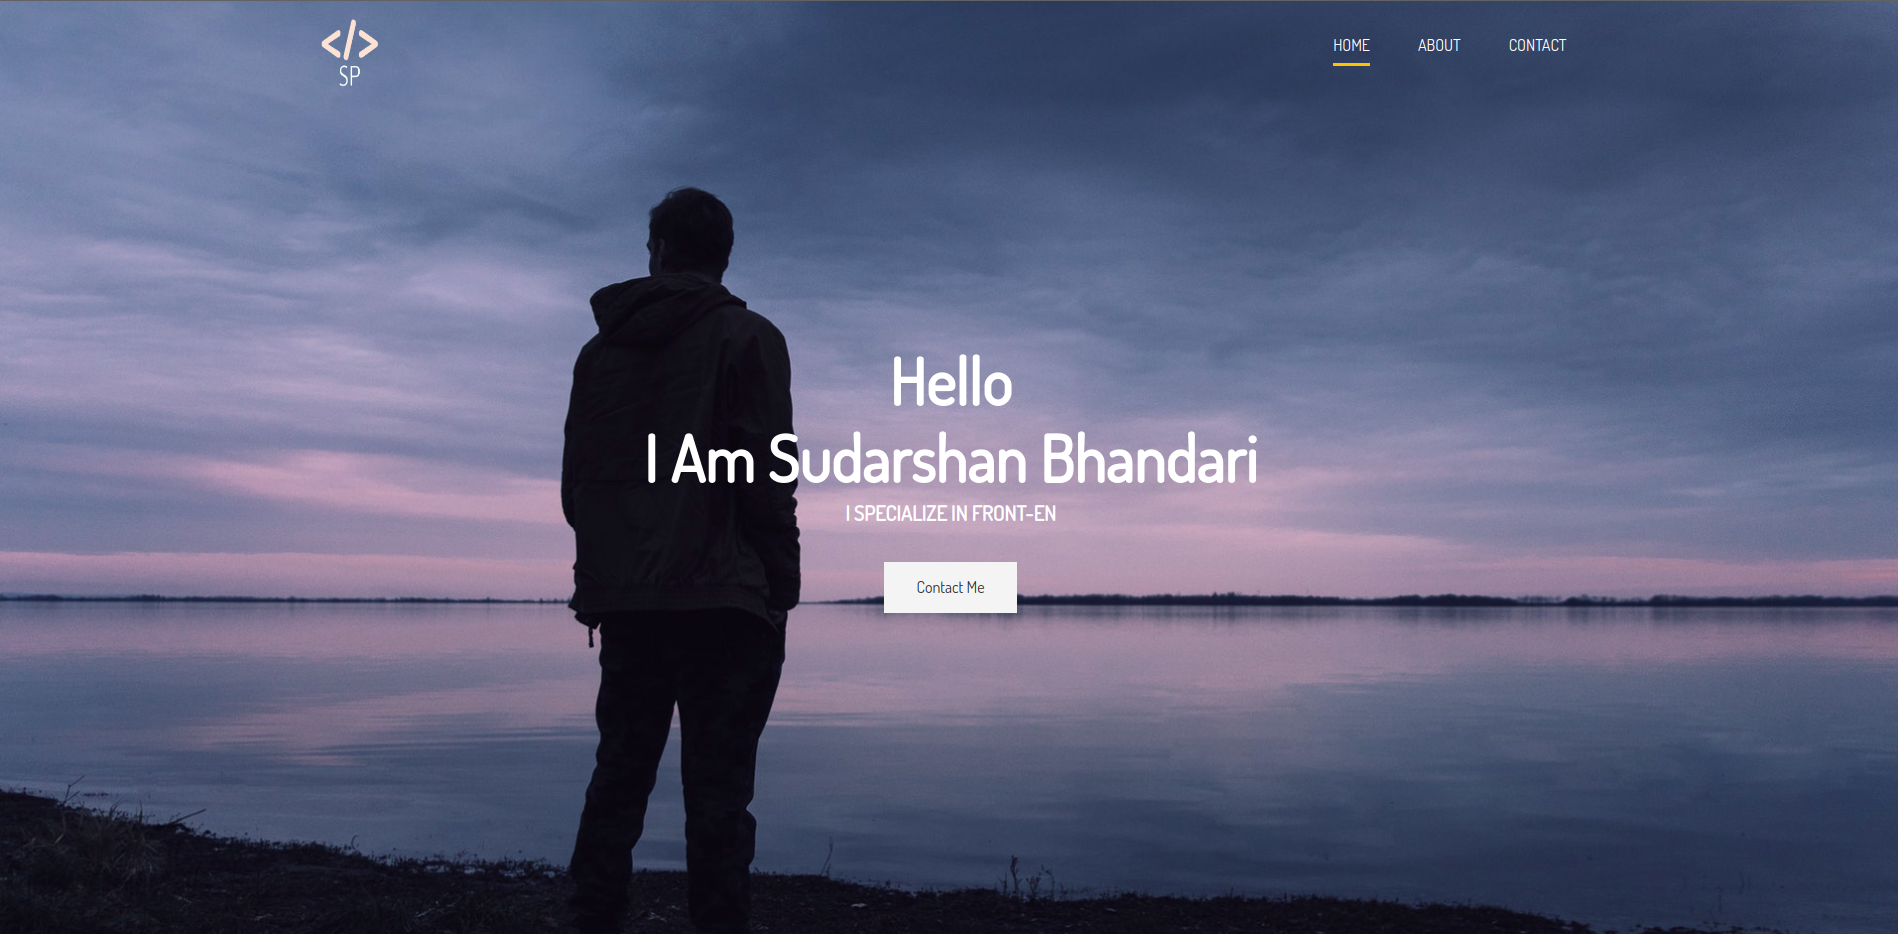 </>
SP
HOME ABOUT CONTACT
Hello
I Am Sudarshan Bhandari
I SPECIALIZE IN FRONT-EN
Contact Me